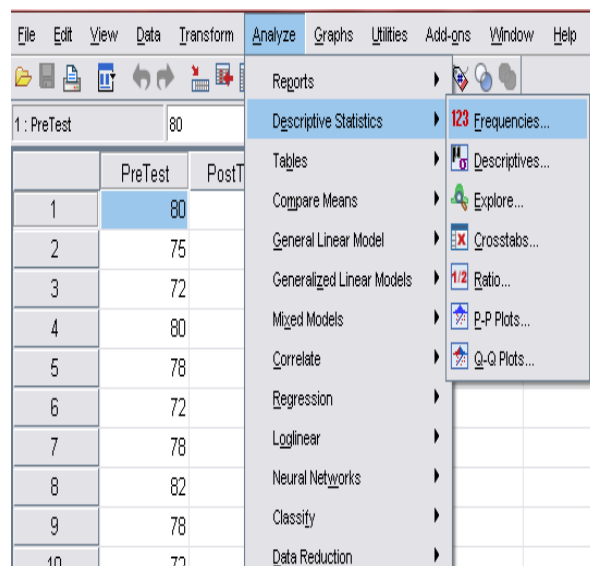 File Edit View Data Transform Analyze Graphs Utilities Add-ons Window Help
1 : PreTest 80
PreTest PostT
1 80
2 75
3 72
4 80
5 78
6 72
7 78
8 82
9 78
10 72
Reports
Descriptive Statistics
Tables
Compare Means
General Linear Model
Generalized Linear Models
Mixed Models
Correlate
Regression
Loglinear
Neural Networks
Classify
Data Reduction
123 Frequencies...
μσ Descriptives...
Explore...
Crosstabs...
1/2 Ratio...
P-P Plots...
Q-Q Plots...